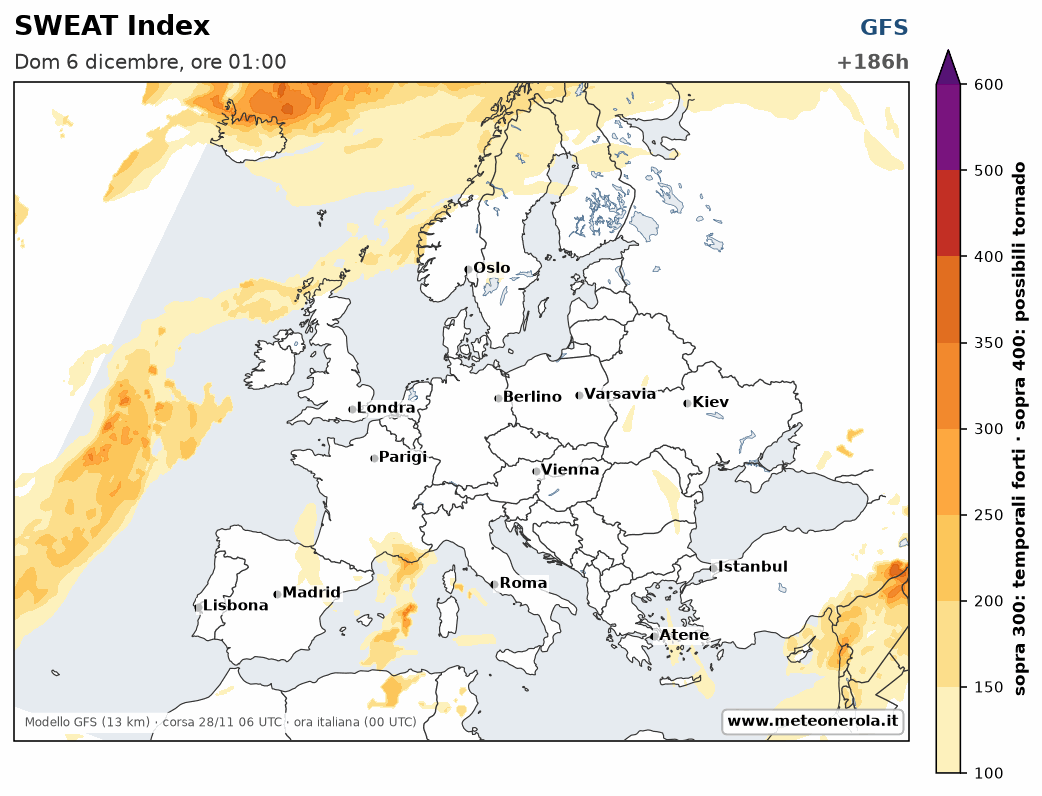 SWEAT Index
GFS
Dom 6 dicembre, ore 01:00
+186h
Oslo
Berlino
Varsavia
Kiev
Londra
Parigi
Vienna
Istanbul
Roma
Madrid
Lisbona
Atene
Modello GFS (13 km) · corsa 28/11 06 UTC · ora italiana (00 UTC)
www.meteonerola.it
600
500
400
350
300
250
200
150
100
sopra 300: temporali forti · sopra 400: possibili tornado